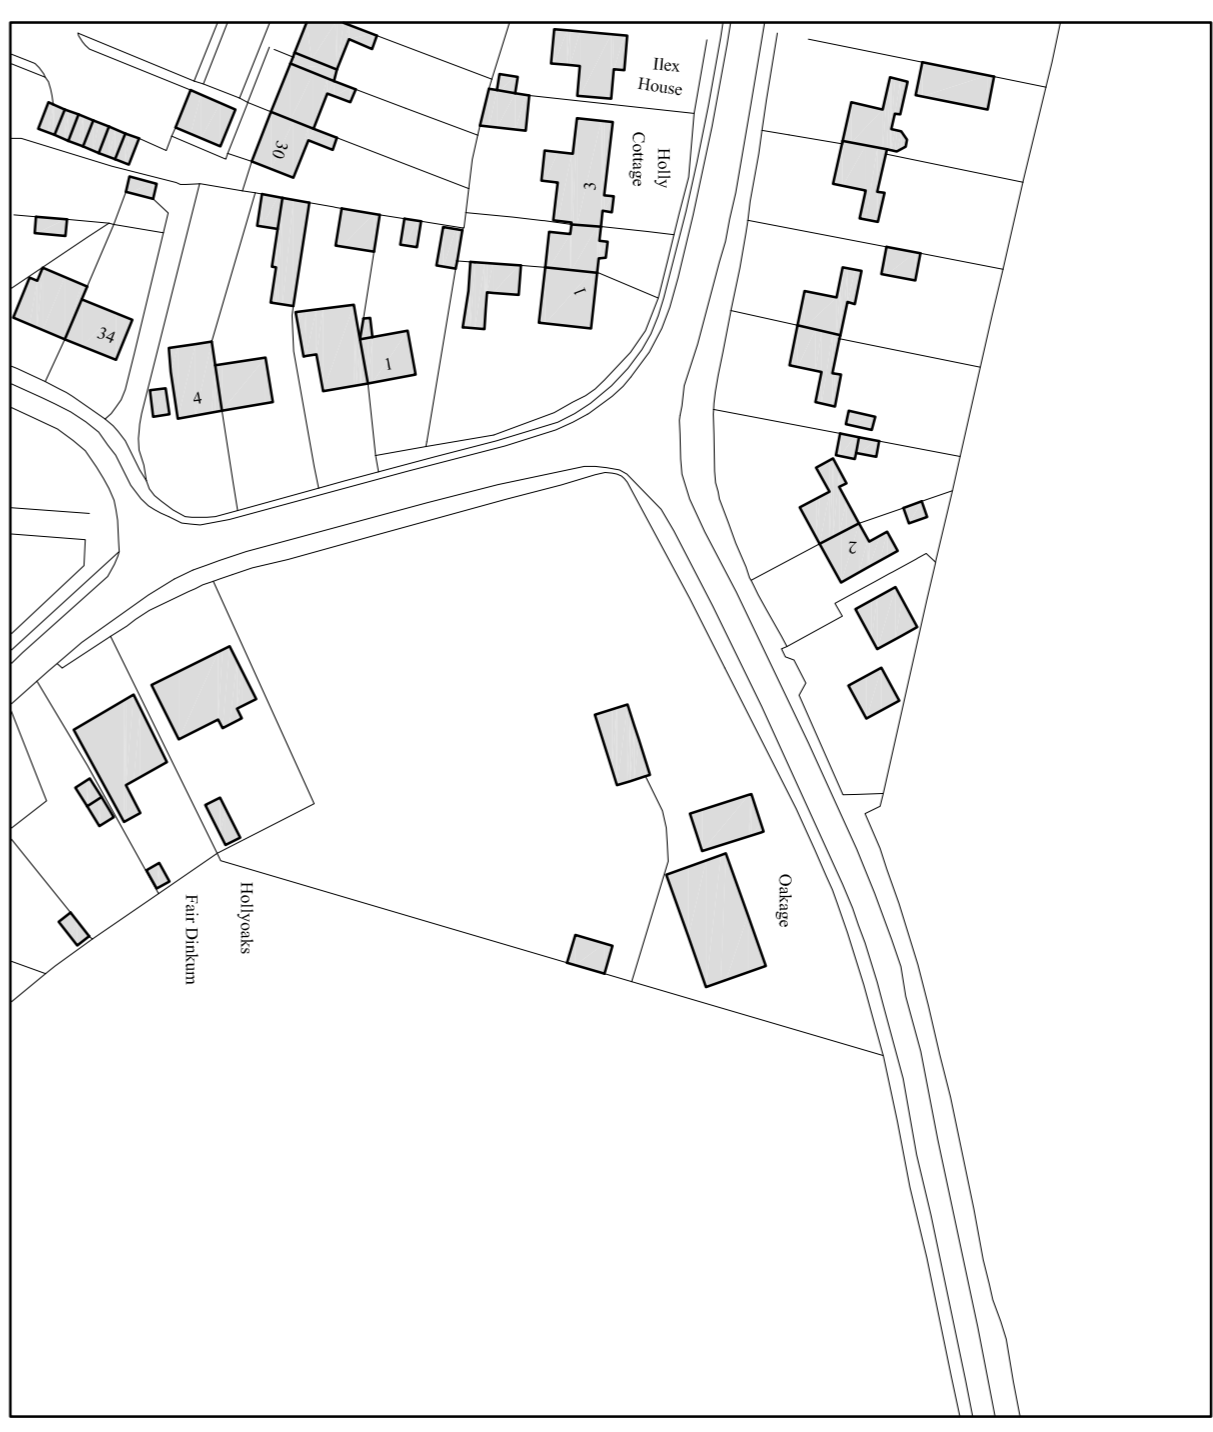 Ilex
House
30
Holly
Cottage
3
1
34
4
1
2
Oakage
Hollyoaks
Fair Dinkum